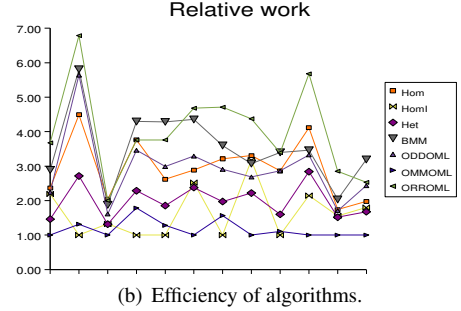 Relative work
7.00
6.00
5.00
4.00
3.00
2.00
1.00
0.00
Hom
HomI
Het
BMM
ODDOML
OMMOML
ORROML
(b) Efficiency of algorithms.